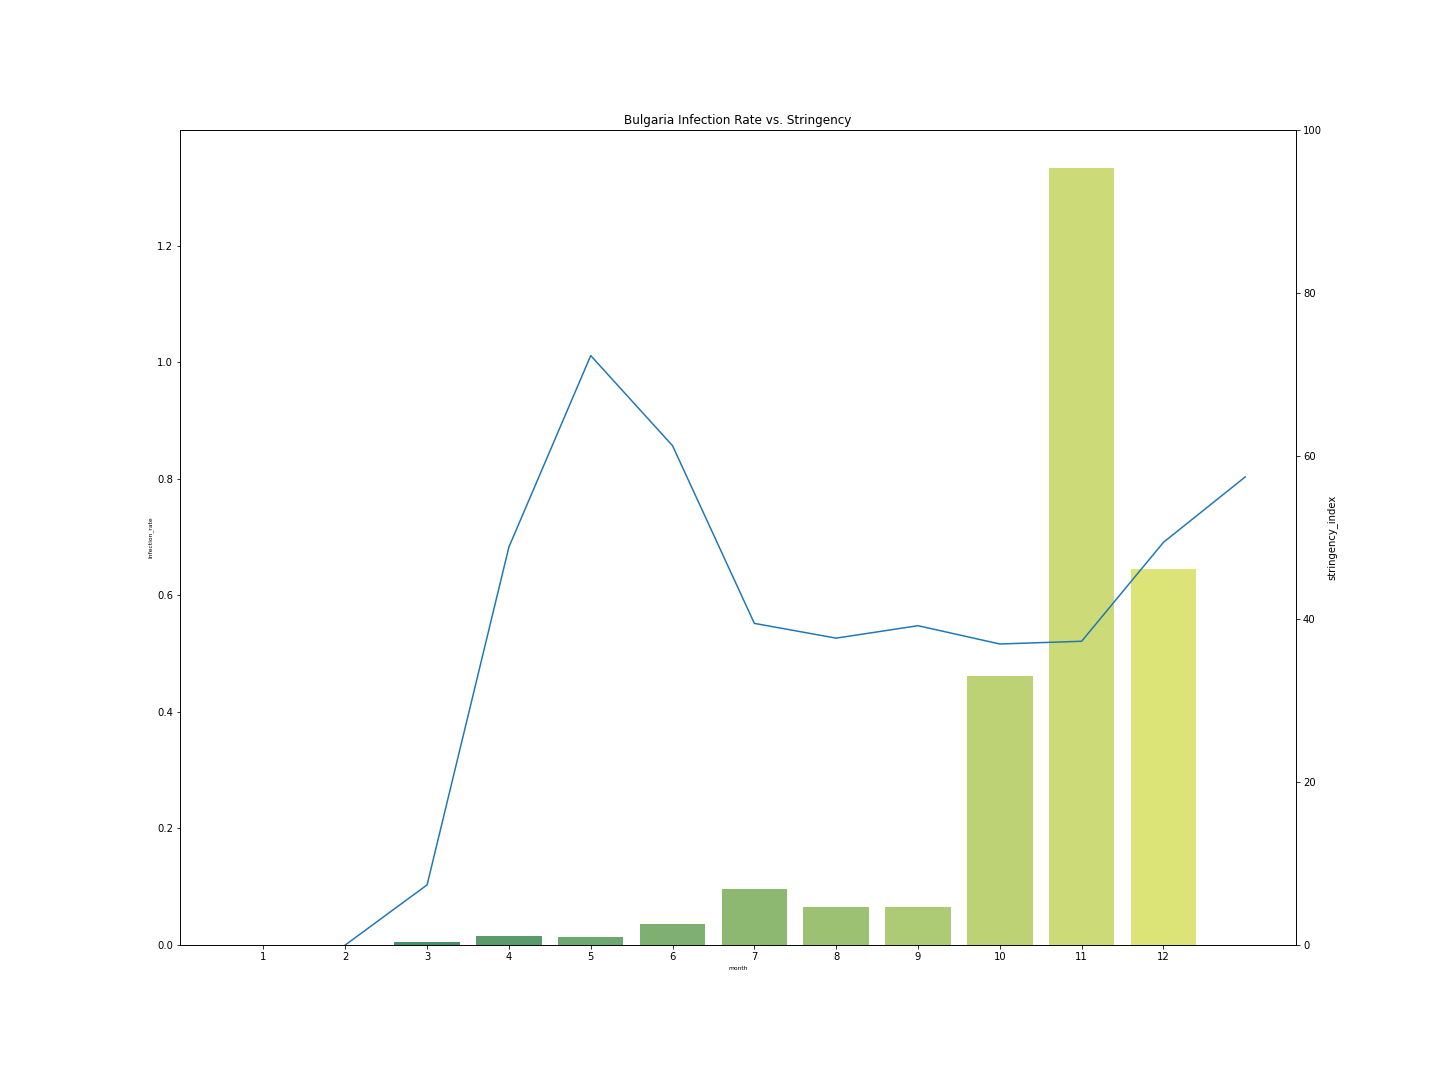 Bulgaria Infection Rate vs. Stringency
1.2
1.0
0.8
0.6
0.4
0.2
0.0
infection_rate
100
80
60
40
20
0
stringency_index
1 2 3 4 5 6 7 8 9 10 11 12
month